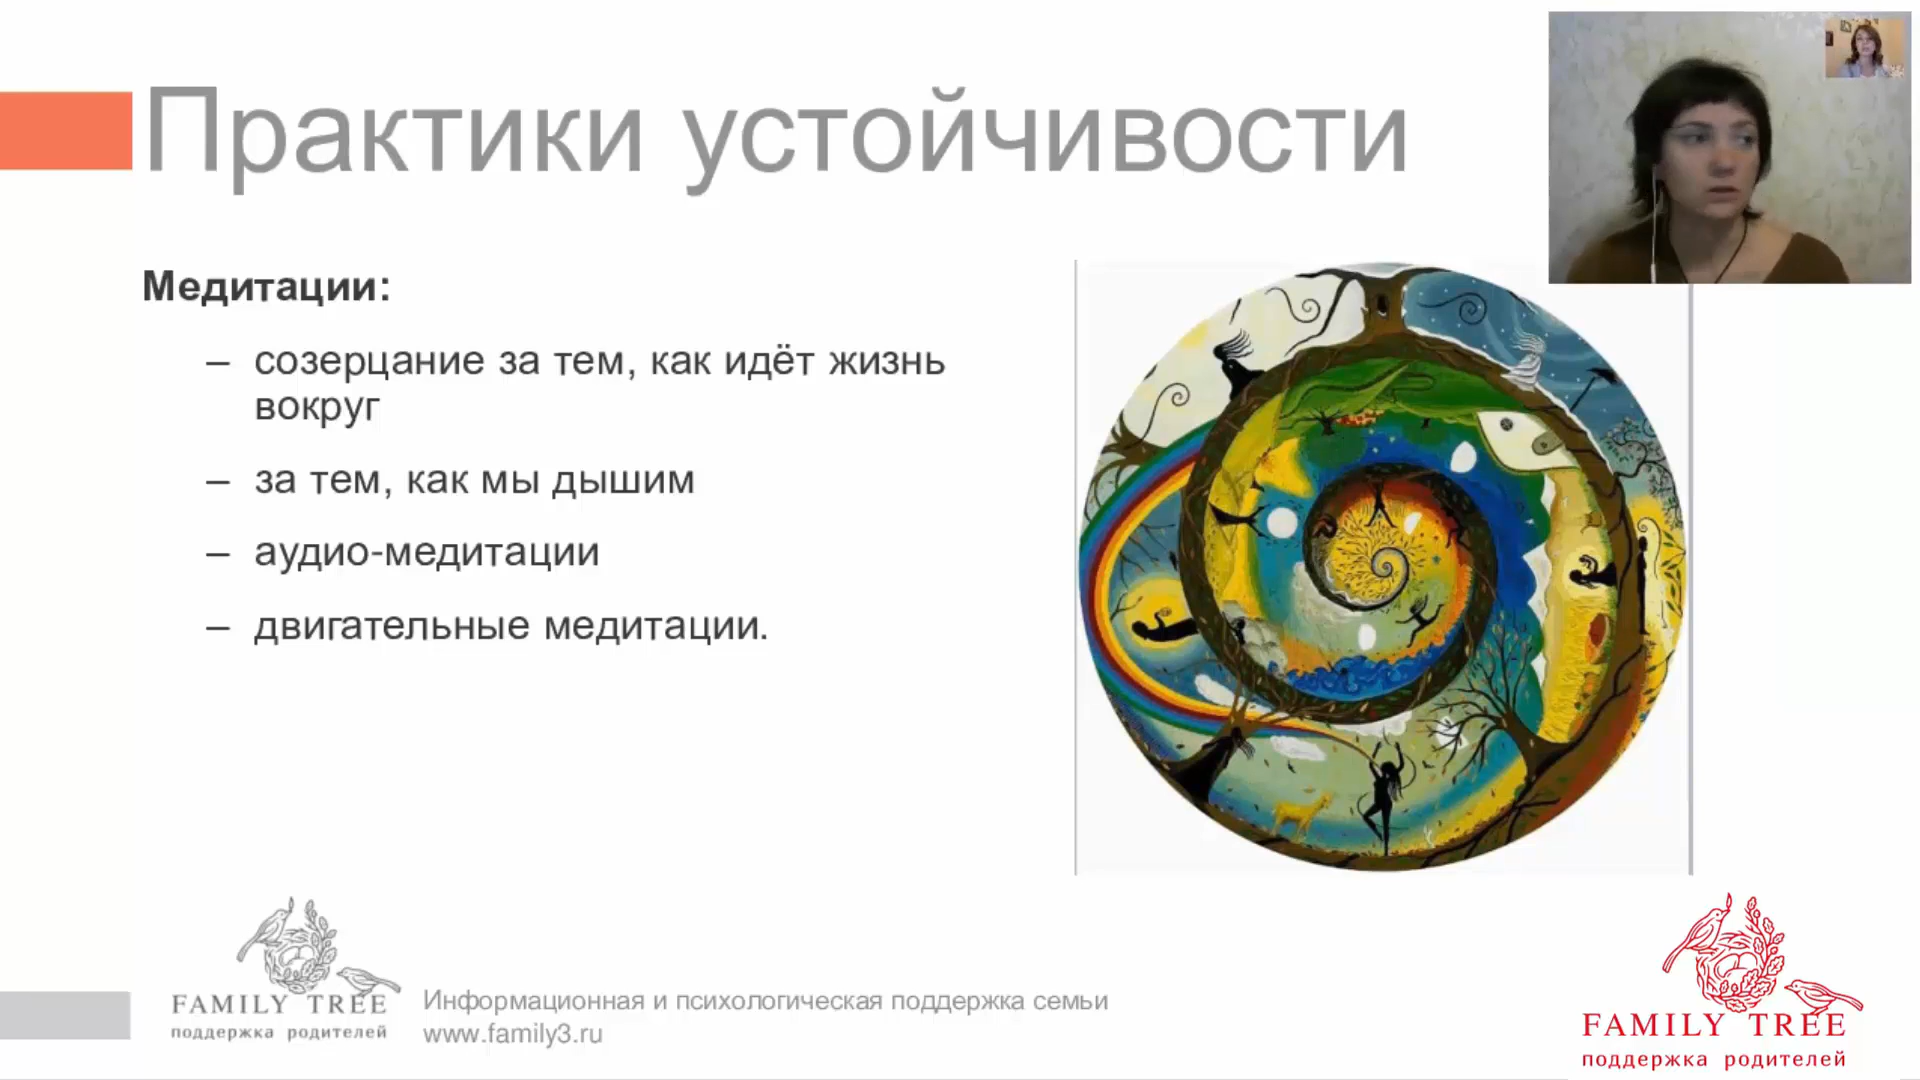 Практики устойчивости
Медитации:
– созерцание за тем, как идёт жизнь
вокруг
– за тем, как мы дышим
– аудио-медитации
– двигательные медитации.
FAMILY TREE
поддержка родителей
Информационная и психологическая поддержка семьи
www.family3.ru
FAMILY TREE
поддержка родителей